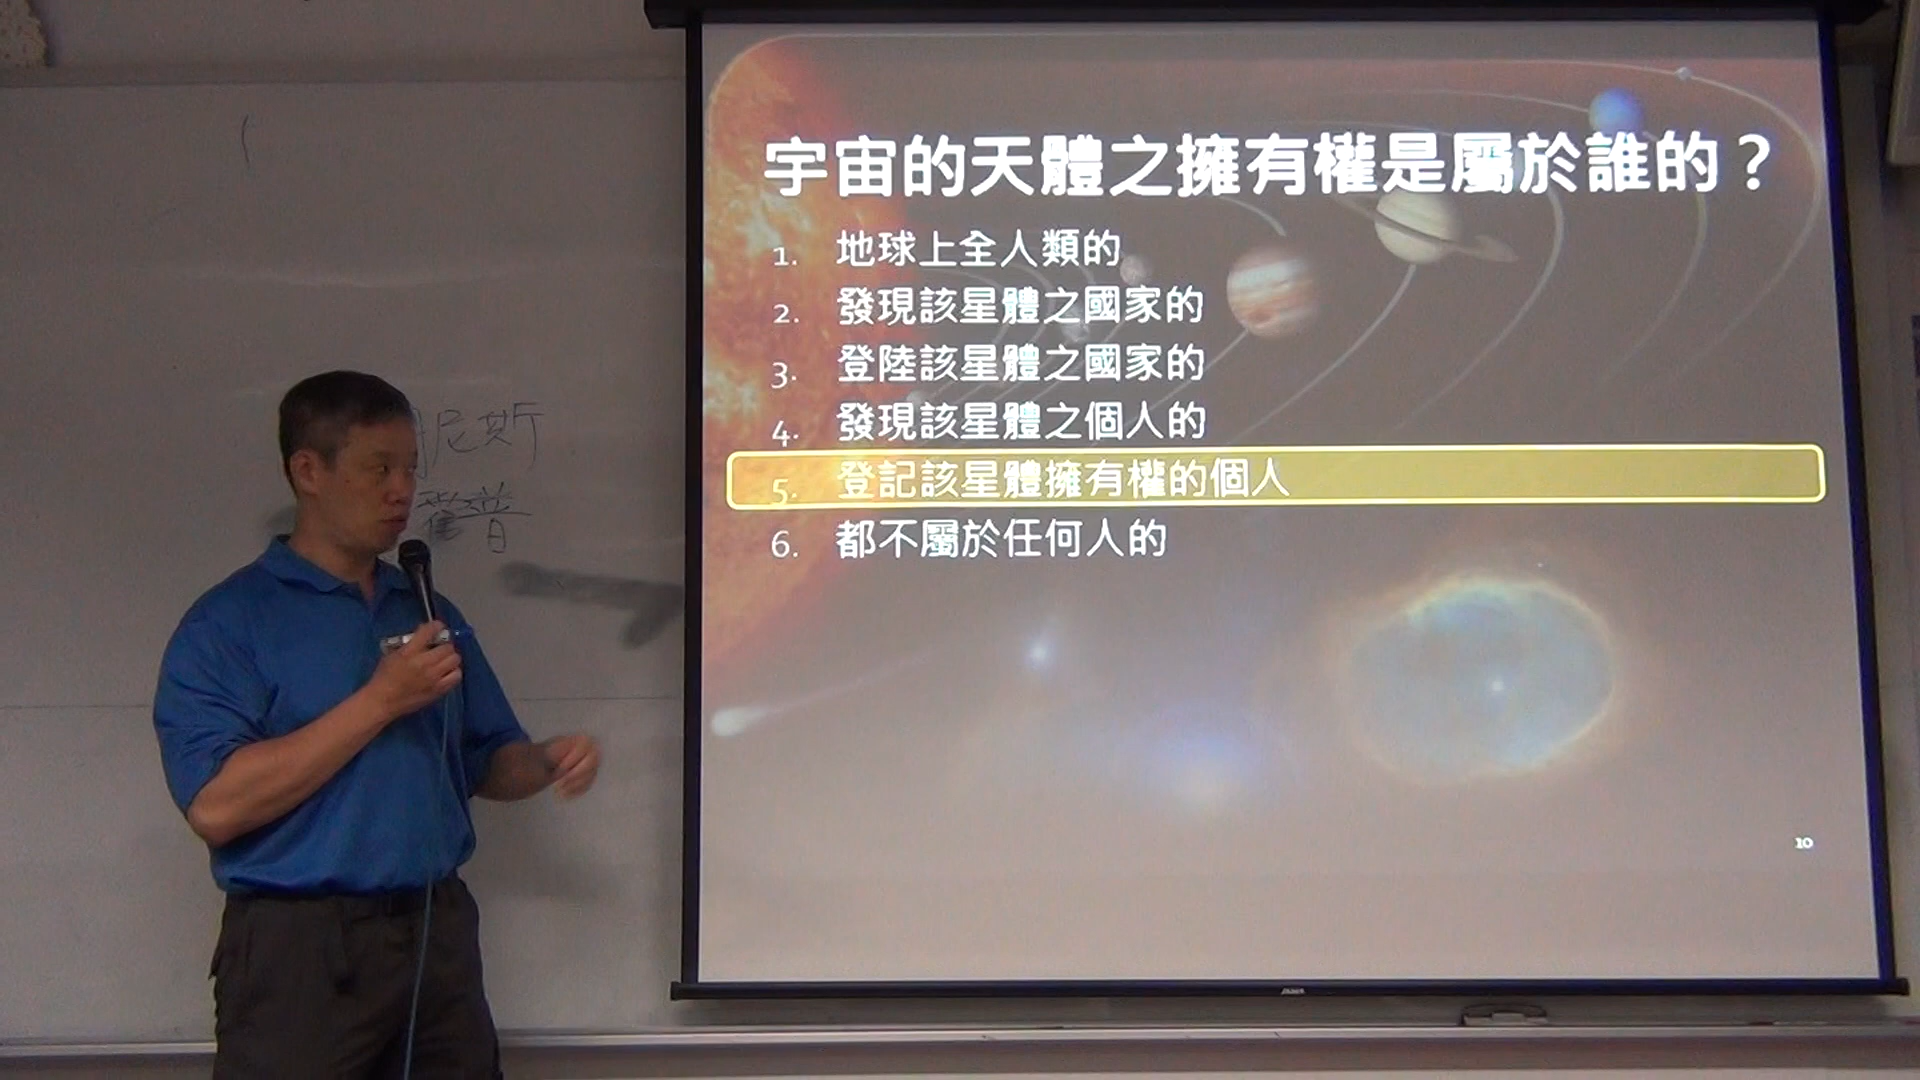 宇宙的天體之擁有權是屬於誰的？
1. 地球上全人類的
2. 發現該星體之國家的
3. 登陸該星體之國家的
4. 發現該星體之個人的
5. 登記該星體擁有權的個人
6. 都不屬於任何人的
10
尼斯